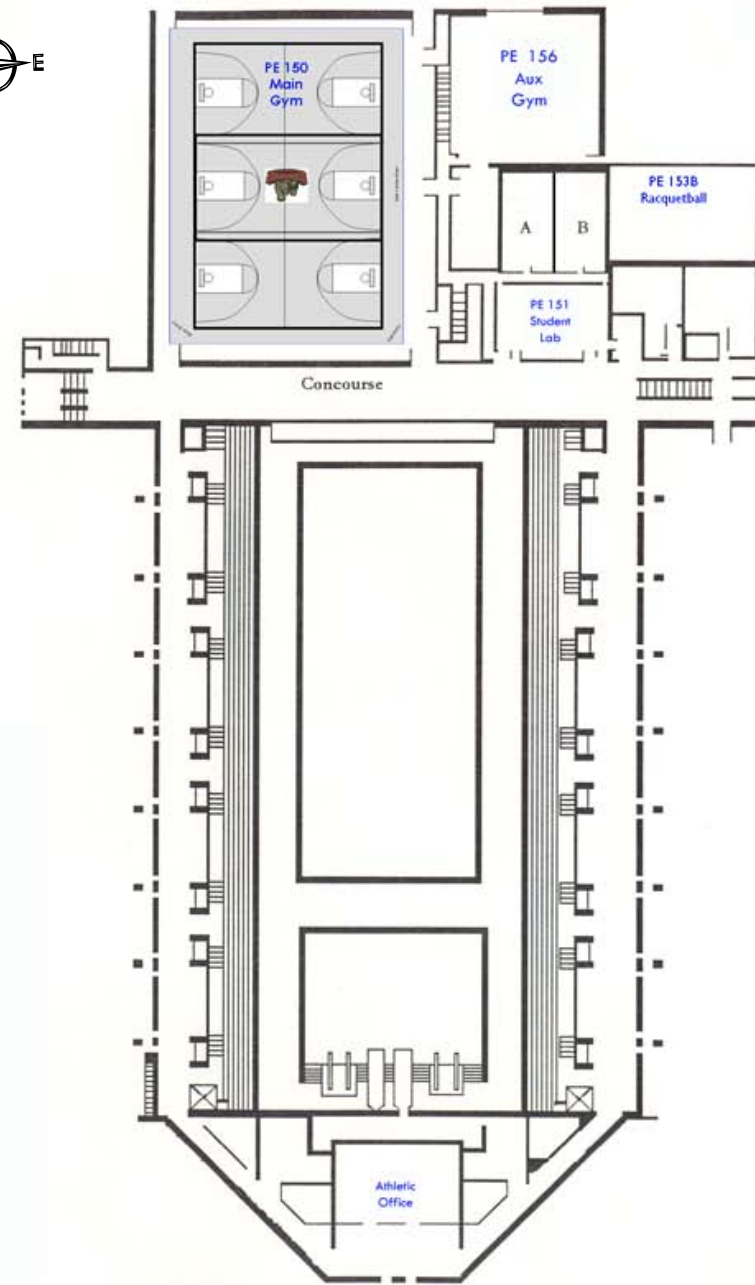 E
PE 150
Main
Gym
PE 156
Aux
Gym
PE 153B
Racquetball
A
B
PE 151
Student
Lab
Concourse
Athletic
Office